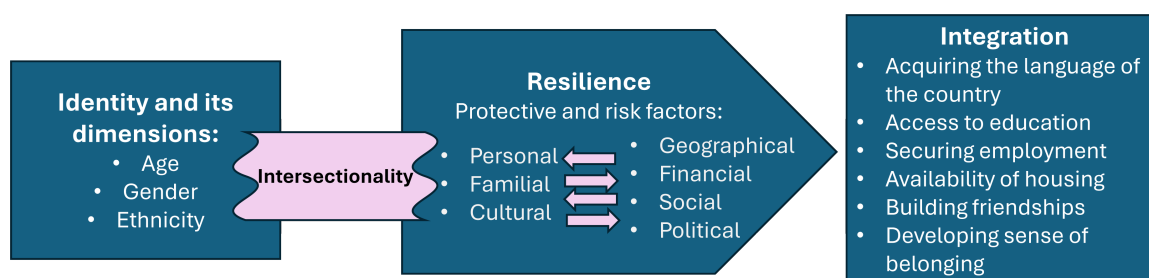 Identity and its
dimensions:
• Age
• Gender
• Ethnicity
Intersectionality
Resilience
Protective and risk factors:
• Personal
• Familial
• Cultural
• Geographical
• Financial
• Social
• Political
Integration
• Acquiring the language of
the country
• Access to education
• Securing employment
• Availability of housing
• Building friendships
• Developing sense of
belonging